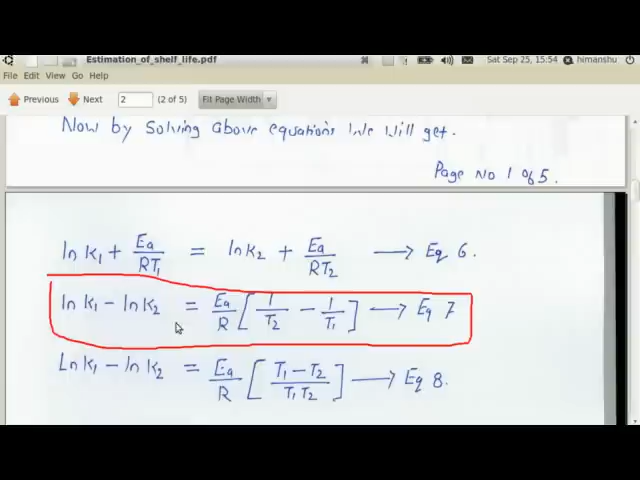 Estimation_of_shelf_life.pdf Sat Sep 25, 15:54 himanshu
File Edit View Go Help
Previous Next 2 (2 of 5) Fit Page Width
Now by Solving above equations We Will get.
Page No 1 of 5.
ln k₁ + Ea/RT₁ = ln k₂ + Ea/RT₂ → Eq 6.
ln k₁ − ln k₂ = Ea/R [1/T₂ − 1/T₁] → Eq 7
Ln k₁ − ln k₂ = Ea/R [T₁ − T₂/T₁T₂] → Eq 8.